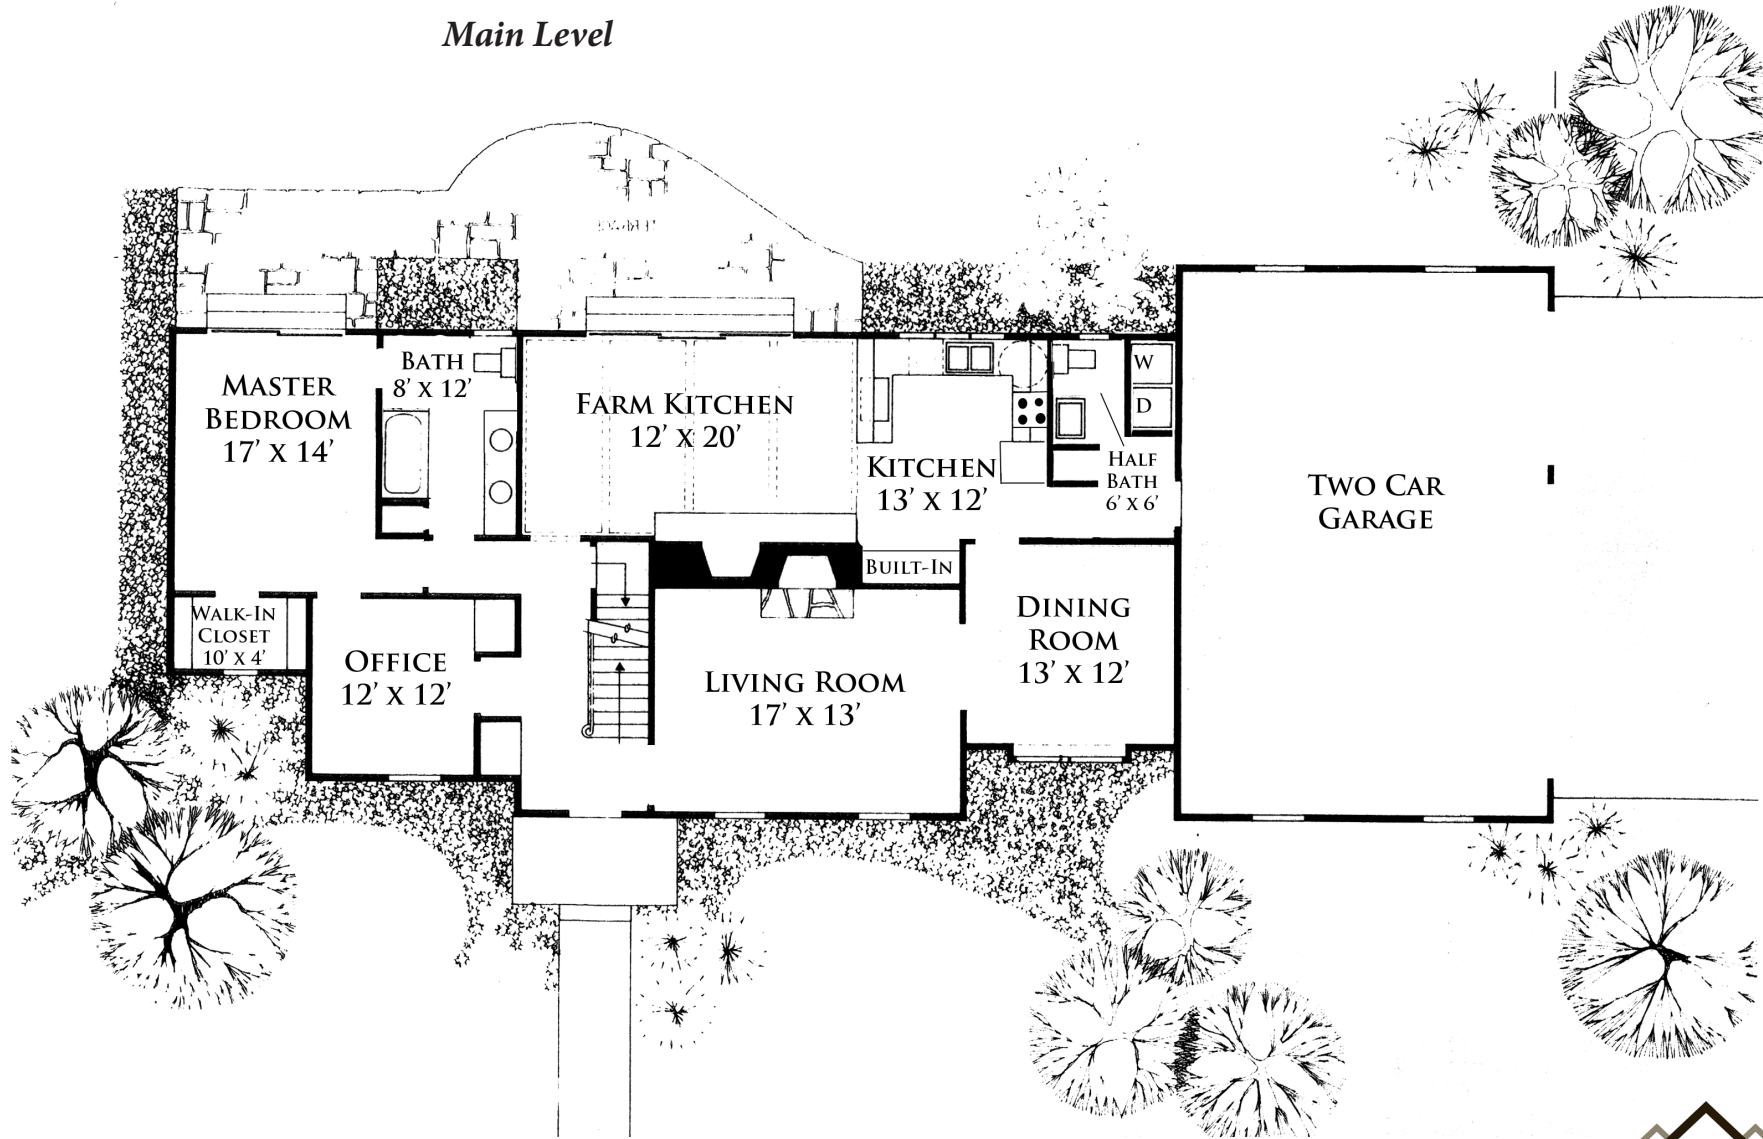 Main Level
Bath
8’ x 12’
Master
Bedroom
17’ x 14’
Farm Kitchen
12’ x 20’
W
D
Kitchen
13’ x 12’
Half
Bath
6’ x 6’
Two Car
Garage
Built-In
Walk-In
Closet
10’ x 4’
Office
12’ x 12’
Living Room
17’ x 13’
Dining
Room
13’ x 12’